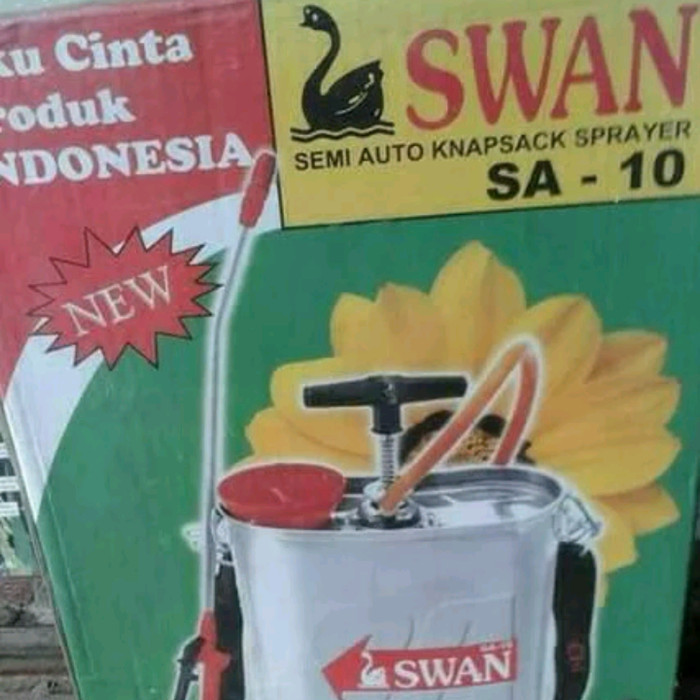 ku Cinta
roduk
NDONESIA
SWAN
SEMI AUTO KNAPSACK SPRAYER
SA - 10
NEW
SWAN